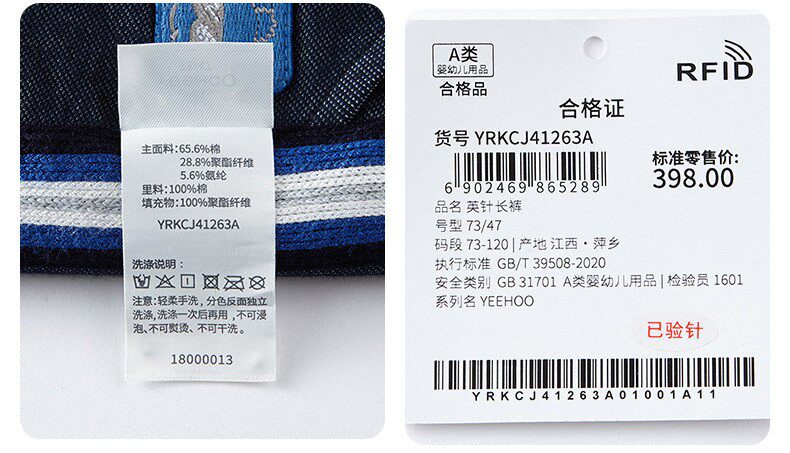 主面料:65.6%棉
28.8%聚酯纤维
5.6%氨纶
里料:100%棉
填充物:100%聚酯纤维
YRKCJ41263A
洗涤说明:
注意:轻柔手洗,分色反面独立
洗涤,洗涤一次后再用,不可浸
泡、不可熨烫、不可干洗。
18000013
A类
婴幼儿用品
合格品
RFID
合格证
货号 YRKCJ41263A
6 902469 865289
标准零售价:
398.00
品名 英针长裤
号型 73/47
码段 73-120 | 产地 江西·萍乡
执行标准 GB/T 39508-2020
安全类别 GB 31701 A类婴幼儿用品 | 检验员 1601
系列名 YEEHOO
已验针
YRKCJ41263A01001A11